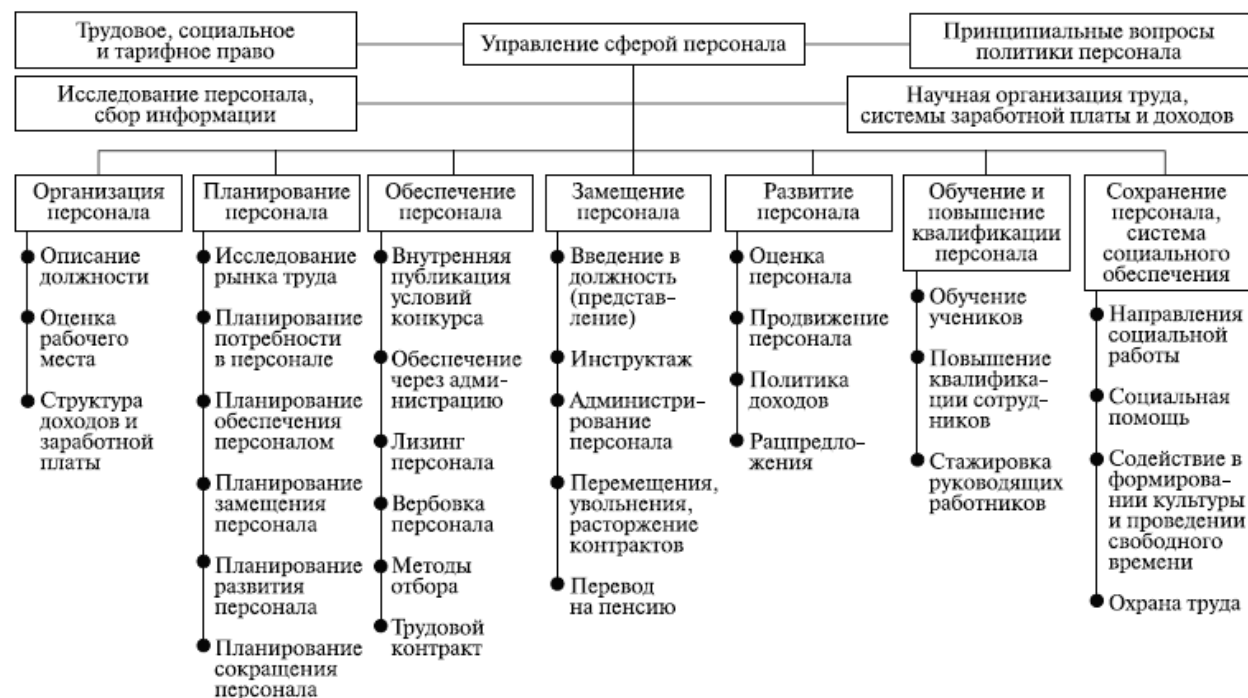 Трудовое, социальное
и тарифное право
Управление сферой персонала
Принципиальные вопросы
политики персонала
Исследование персонала,
сбор информации
Научная организация труда,
системы заработной платы и доходов
Организация
персонала
Описание
должности
Оценка
рабочего
места
Структура
доходов и
заработной
платы
Планирование
персонала
Исследование
рынка труда
Планирование
потребности
в персонале
Планирование
обеспечения
персоналом
Планирование
замещения
персонала
Планирование
развития
персонала
Планирование
сокращения
персонала
Обеспечение
персонала
Внутренняя
публикация
условий
конкурса
Обеспечение
через адми-
нистрацию
Лизинг
персонала
Вербовка
персонала
Методы
отбора
Трудовой
контракт
Замещение
персонала
Введение в
должность
(представ-
ление)
Инструктаж
Администри-
рование
персонала
Перемещения,
увольнения,
расторжение
контрактов
Перевод
на пенсию
Развитие
персонала
Оценка
персонала
Продвижение
персонала
Политика
доходов
Рацпредло-
жения
Обучение и
повышение
квалификации
персонала
Обучение
учеников
Повышение
квалифика-
ции сотруд-
ников
Стажировка
руководящих
работников
Сохранение
персонала,
система
социального
обеспечения
Направления
социальной
работы
Социальная
помощь
Содействие в
формирова-
нии культуры
и проведении
свободного
времени
Охрана труда